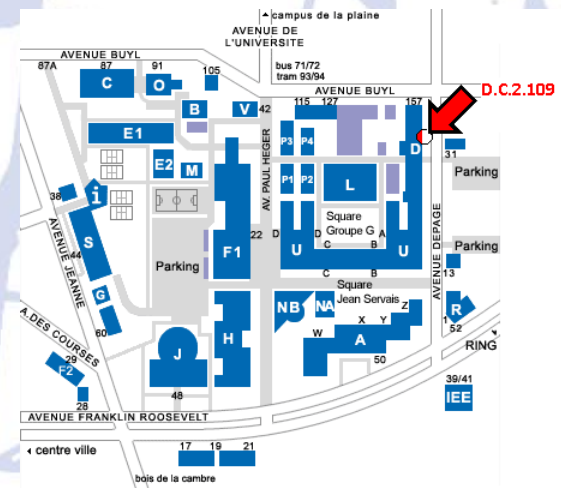 campus de la plaine
AVENUE DE
L'UNIVERSITE
AVENUE BUYL
bus 71/72
tram 93/94
87A
87
91
105
AVENUE BUYL
115
127
157
D.C.2.109
C
O
B
V
42
E1
P3
P4
D
31
E2
M
AV. PAUL HEGER
Parking
P1
P2
L
i
38
Square
Groupe G
AVENUE JEANNE
S
44
22
D
D
A
C
B
F1
U
U
AVENUE DEPAGE
Parking
Parking
C
B
13
G
Square
Jean Servais
60
NB
NA
Z
X
Y
W
R
1
52
A. DES COURSES
H
A
RING
J
29
F2
50
28
48
39/41
IEE
AVENUE FRANKLIN ROOSEVELT
centre ville
17
19
21
bois de la cambre